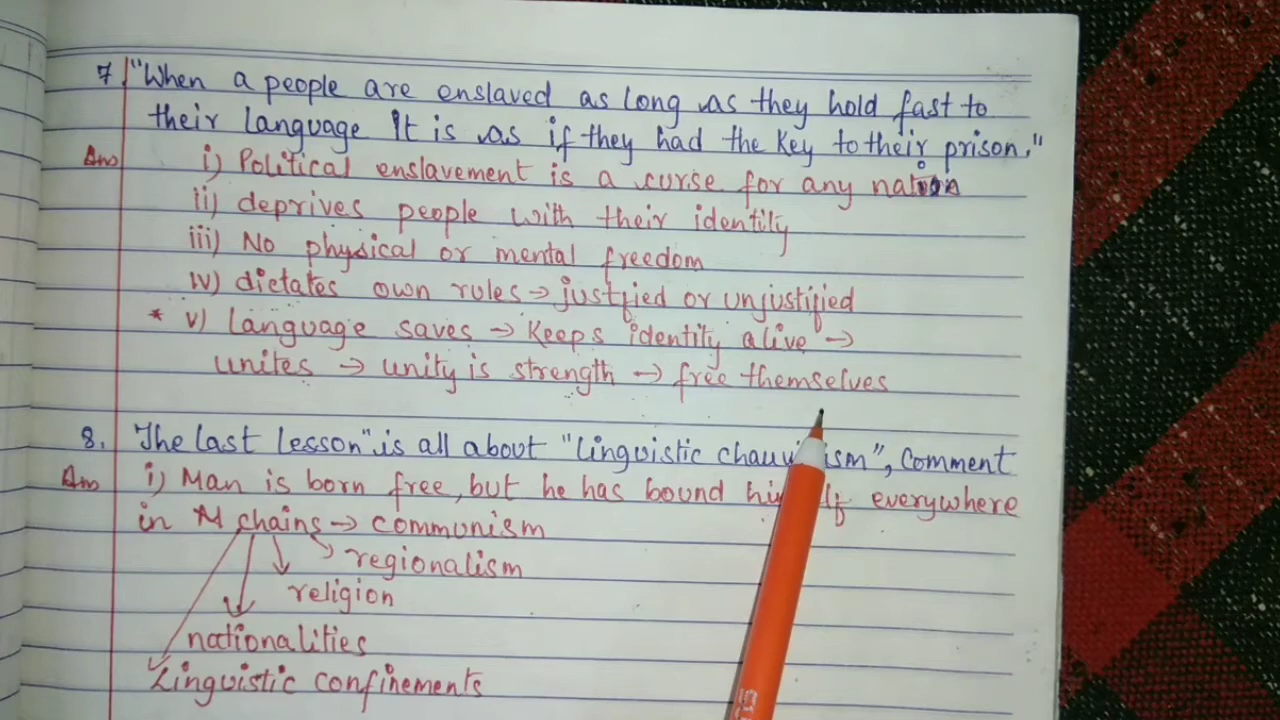 7 "When a people are enslaved as long as they hold fast to
their language It is as if they had the key to their prison."
Ans i) Political enslavement is a curse for any nation
ii) deprives people with their identity
iii) No physical or mental freedom
iv) dictates own rules → justfied or unjustified
* v) Language saves → keeps identity alive →
unites → unity is strength → free themselves
8. The last lesson" is all about "Linguistic ", Comment
Ans i) Man is born free, but he has bound everywhere
in chains → communism
regionalism
religion
nationalities
Linguistic confinements